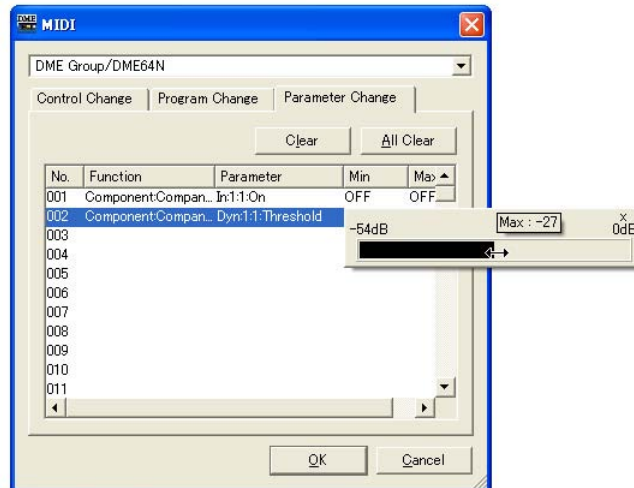 DME MIDI
DME Group/DME64N
Control Change Program Change Parameter Change
Clear All Clear
No. Function Parameter Min Max
001 Component:Compan... In:1:1:On OFF OFF
002 Component:Compan... Dyn:1:1:Threshold
-54dB Max : -27 x 0dB
003
004
005
006
007
008
009
010
011
OK Cancel